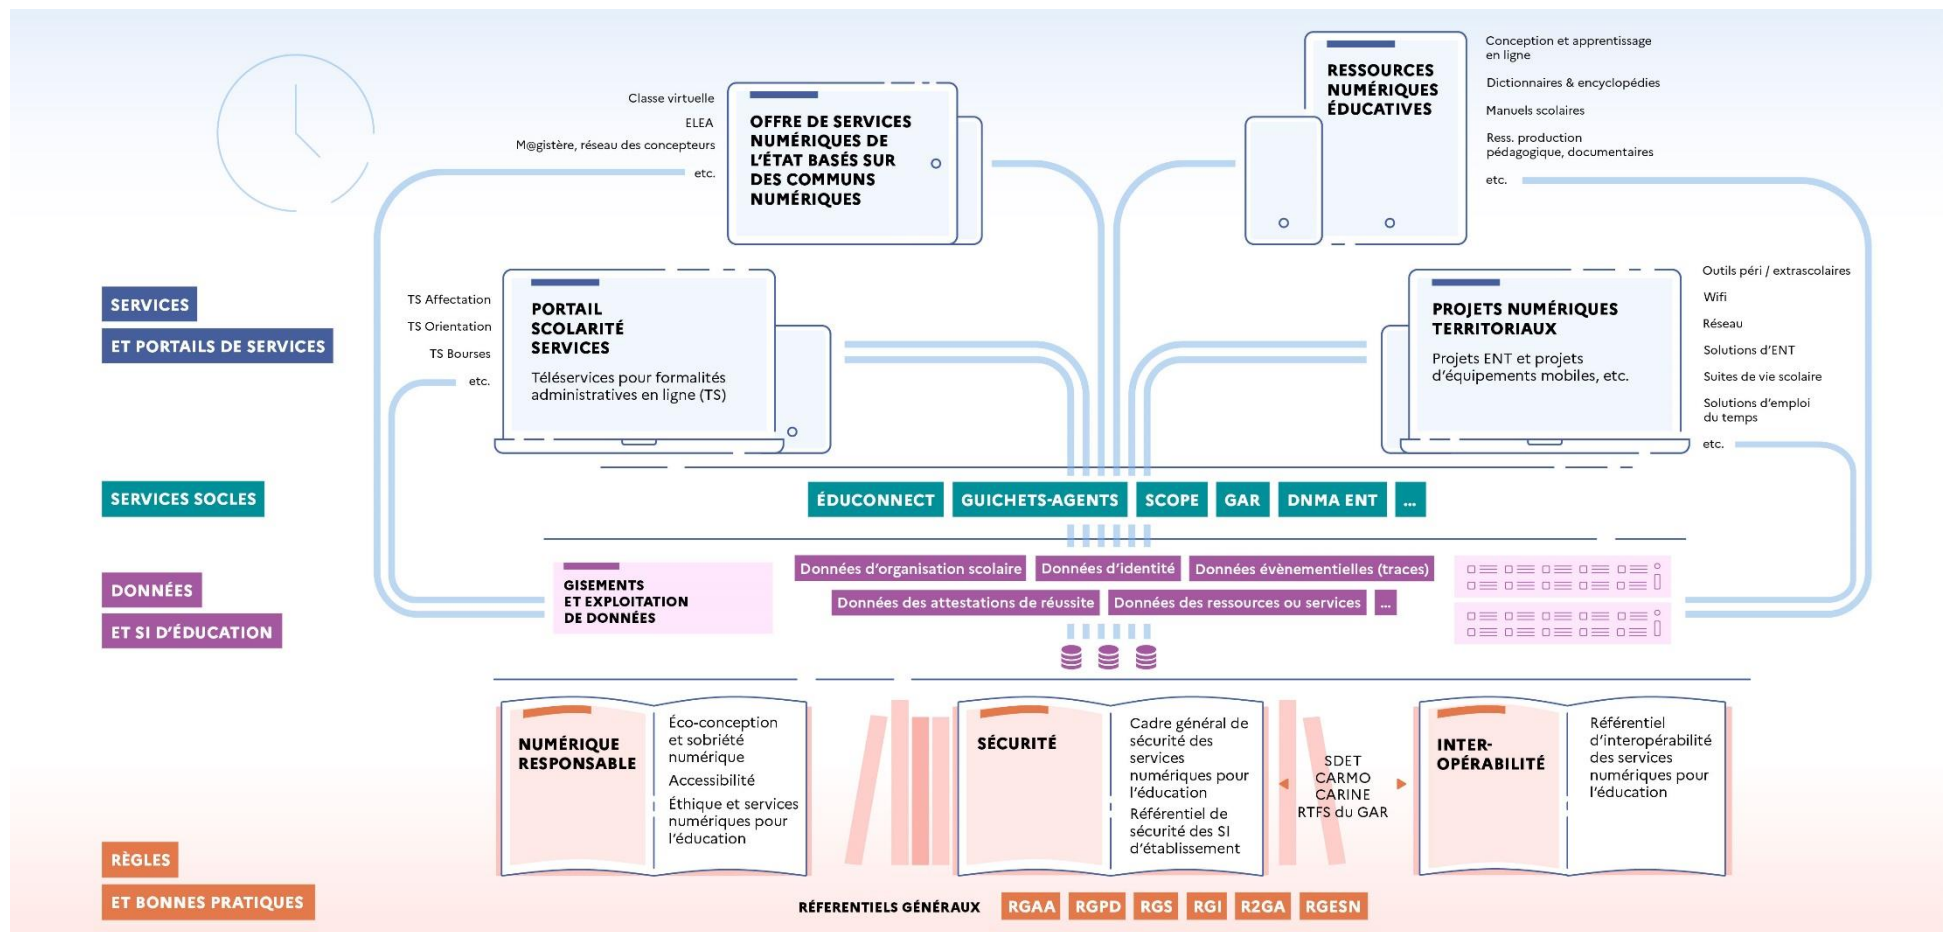 Classe virtuelle
ELEA
M@gistère, réseau des concepteurs
etc.
OFFRE DE SERVICES
NUMÉRIQUES DE
L'ÉTAT BASÉS SUR
DES COMMUNS
NUMÉRIQUES
RESSOURCES
NUMÉRIQUES
ÉDUCATIVES
Conception et apprentissage
en ligne
Dictionnaires & encyclopédies
Manuels scolaires
Ress. production
pédagogique, documentaires
etc.
SERVICES
ET PORTAILS DE SERVICES
TS Affectation
TS Orientation
TS Bourses
etc.
PORTAIL
SCOLARITÉ
SERVICES
Téléservices pour formalités
administratives en ligne (TS)
PROJETS NUMÉRIQUES
TERRITORIAUX
Projets ENT et projets
d'équipements mobiles, etc.
Outils péri / extrascolaires
Wifi
Réseau
Solutions d'ENT
Suites de vie scolaire
Solutions d'emploi
du temps
etc.
SERVICES SOCLES
ÉDUCONNECT GUICHETS-AGENTS SCOPE GAR DNMA ENT ...
DONNÉES
ET SI D'ÉDUCATION
GISEMENTS
ET EXPLOITATION
DE DONNÉES
Données d'organisation scolaire Données d'identité Données évènementielles (traces)
Données des attestations de réussite Données des ressources ou services ...
RÈGLES
ET BONNES PRATIQUES
NUMÉRIQUE
RESPONSABLE
Éco-conception
et sobriété
numérique
Accessibilité
Éthique et services
numériques pour
l'éducation
SÉCURITÉ
Cadre général de
sécurité des
services
numériques pour
l'éducation
Référentiel de
sécurité des SI
d'établissement
SDET
CARMO
CARINE
RTFS du GAR
INTER-
OPÉRABILITÉ
Référentiel
d'interopérabilité
des services
numériques pour
l'éducation
RÉFERENTIELS GÉNÉRAUX RGAA RGPD RGS RGI R2GA RGESN